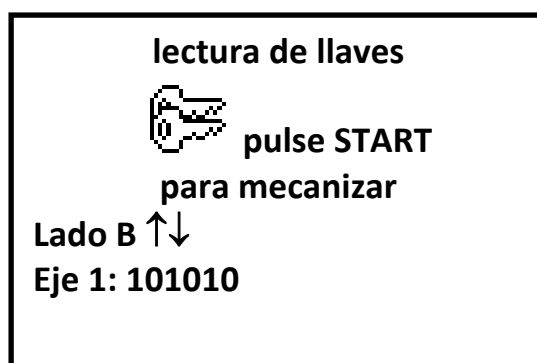 lectura de llaves
pulse START
para mecanizar
Lado B ↑↓
Eje 1: 101010